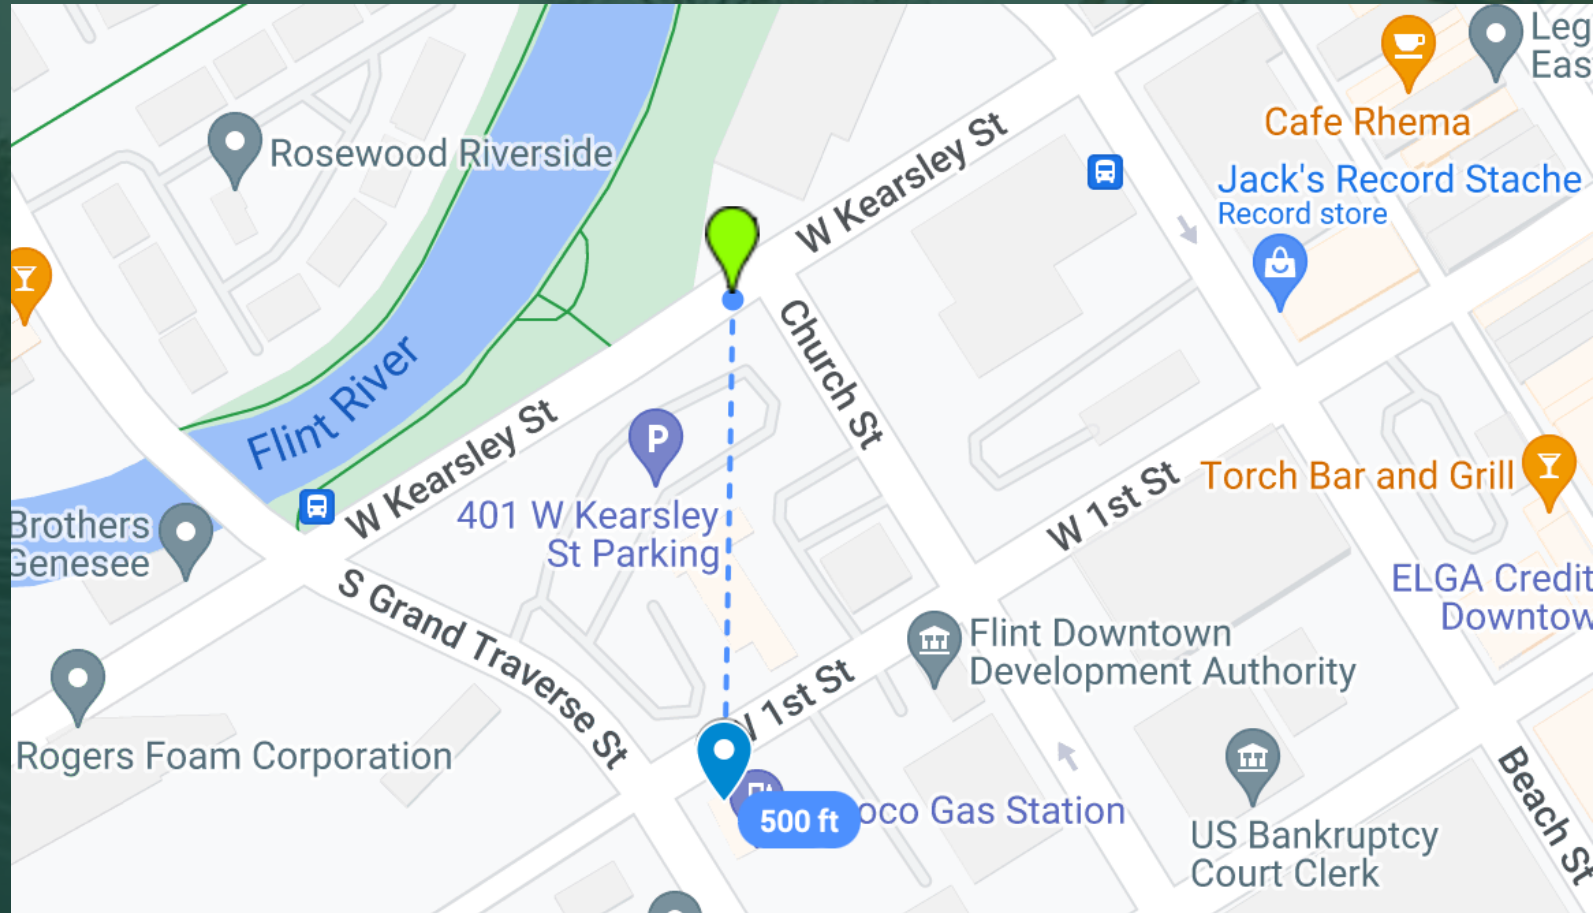 Leg
Eas
Cafe Rhema
Rosewood Riverside
W Kearsley St
Jack's Record Stache
Record store
Church St
Flint River
W Kearsley St
P
401 W Kearsley
St Parking
W 1st St
Torch Bar and Grill
Brothers
Genesee
S Grand Traverse St
ELGA Credit
Downtow
Flint Downtown
Development Authority
W 1st St
Rogers Foam Corporation
500 ft
oco Gas Station
US Bankruptcy
Court Clerk
Beach St